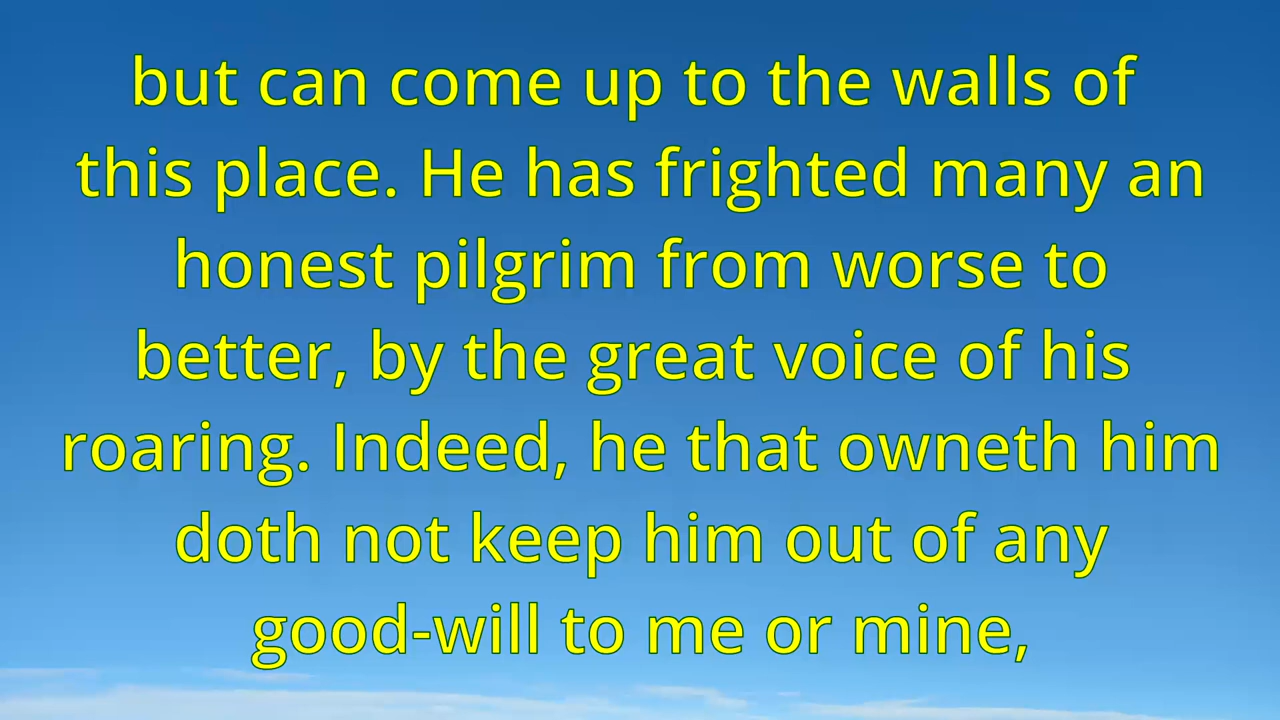 but can come up to the walls of
this place. He has frighted many an
honest pilgrim from worse to
better, by the great voice of his
roaring. Indeed, he that owneth him
doth not keep him out of any
good-will to me or mine,